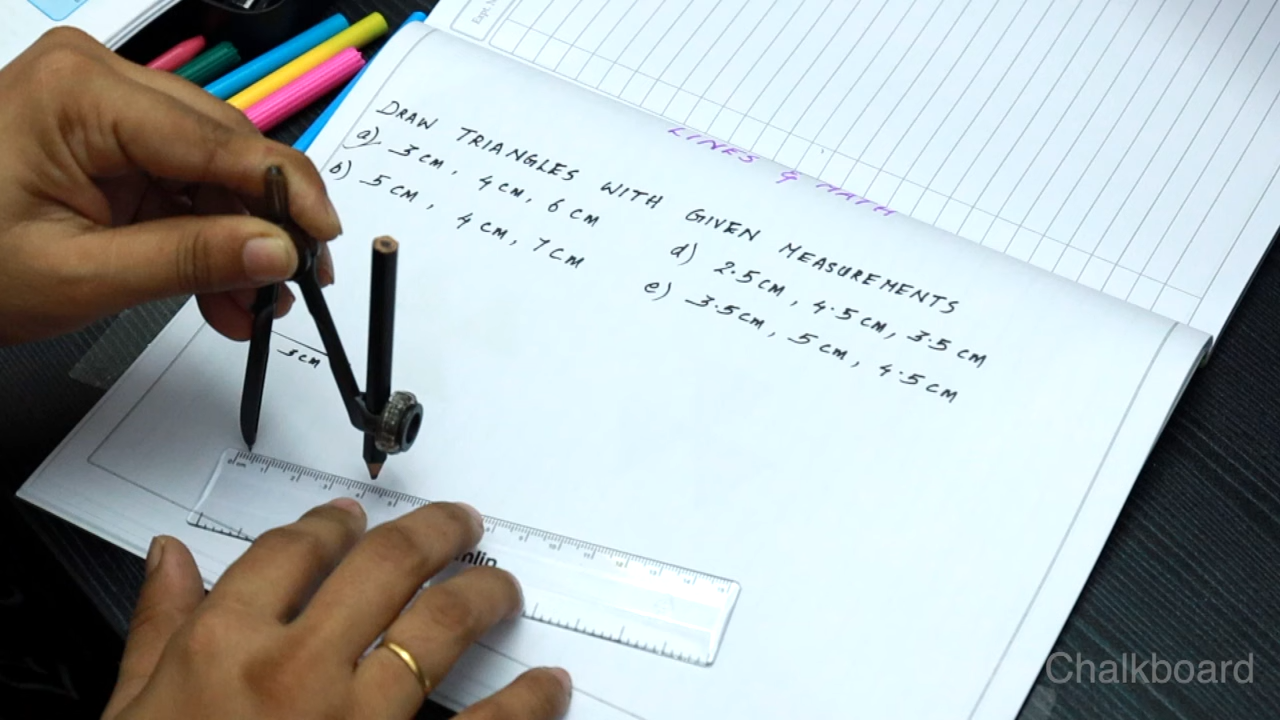 LINES & MATH
DRAW TRIANGLES WITH GIVEN MEASUREMENTS
a) 3 CM, 4 CM, 6 CM
b) 5 CM, 4 CM, 7 CM
d) 2.5 CM, 4.5 CM, 3.5 CM
e) 3.5 CM, 5 CM, 4.5 CM
3 CM
Chalkboard